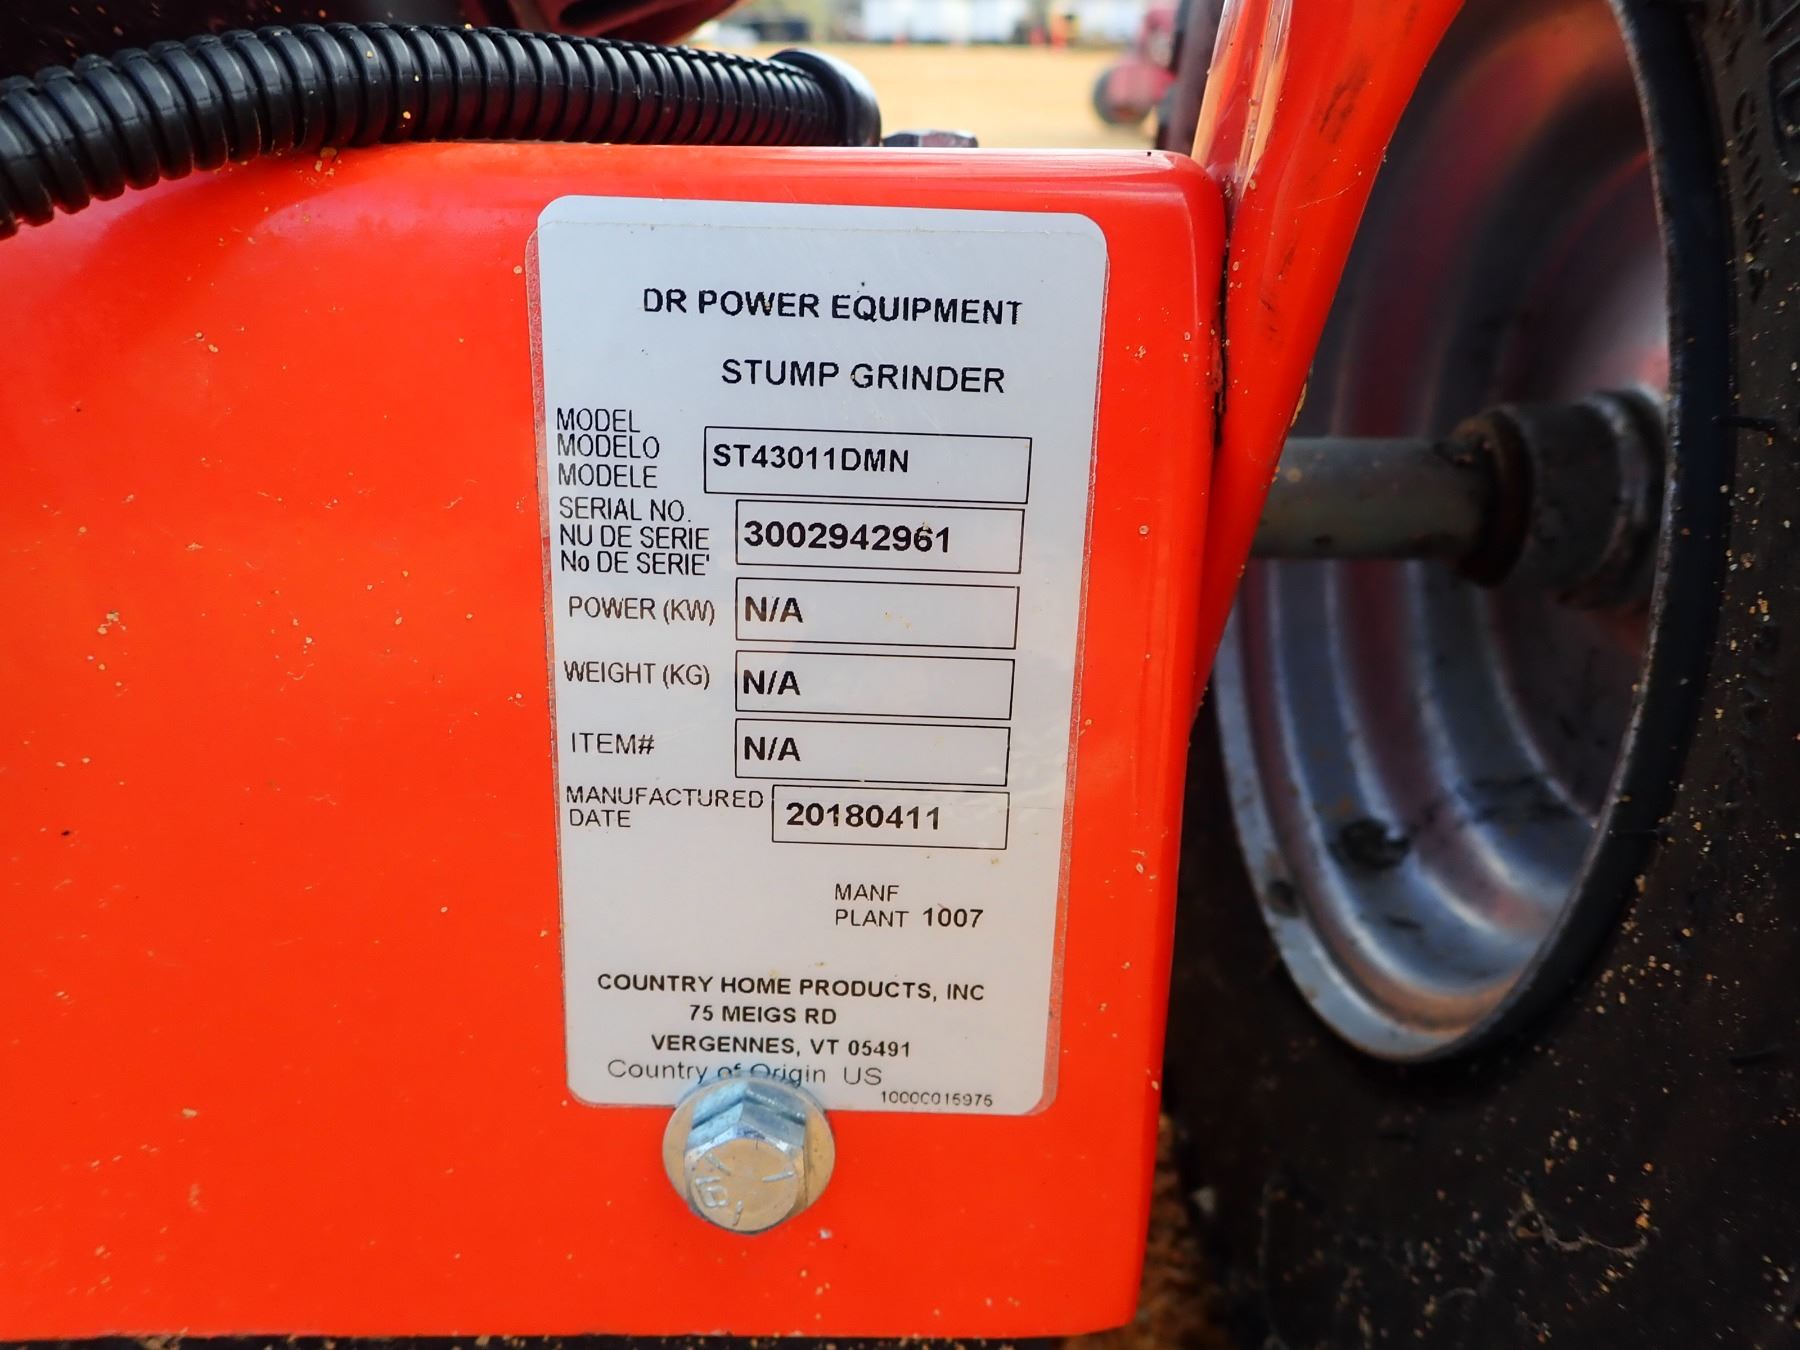 DR POWER EQUIPMENT
STUMP GRINDER
MODEL
MODELO
MODELE
ST43011DMN
SERIAL NO.
NU DE SERIE
No DE SERIE'
3002942961
POWER (KW) N/A
WEIGHT (KG) N/A
ITEM# N/A
MANUFACTURED
DATE
20180411
MANF
PLANT 1007
COUNTRY HOME PRODUCTS, INC
75 MEIGS RD
VERGENNES, VT 05491
Country of Origin US